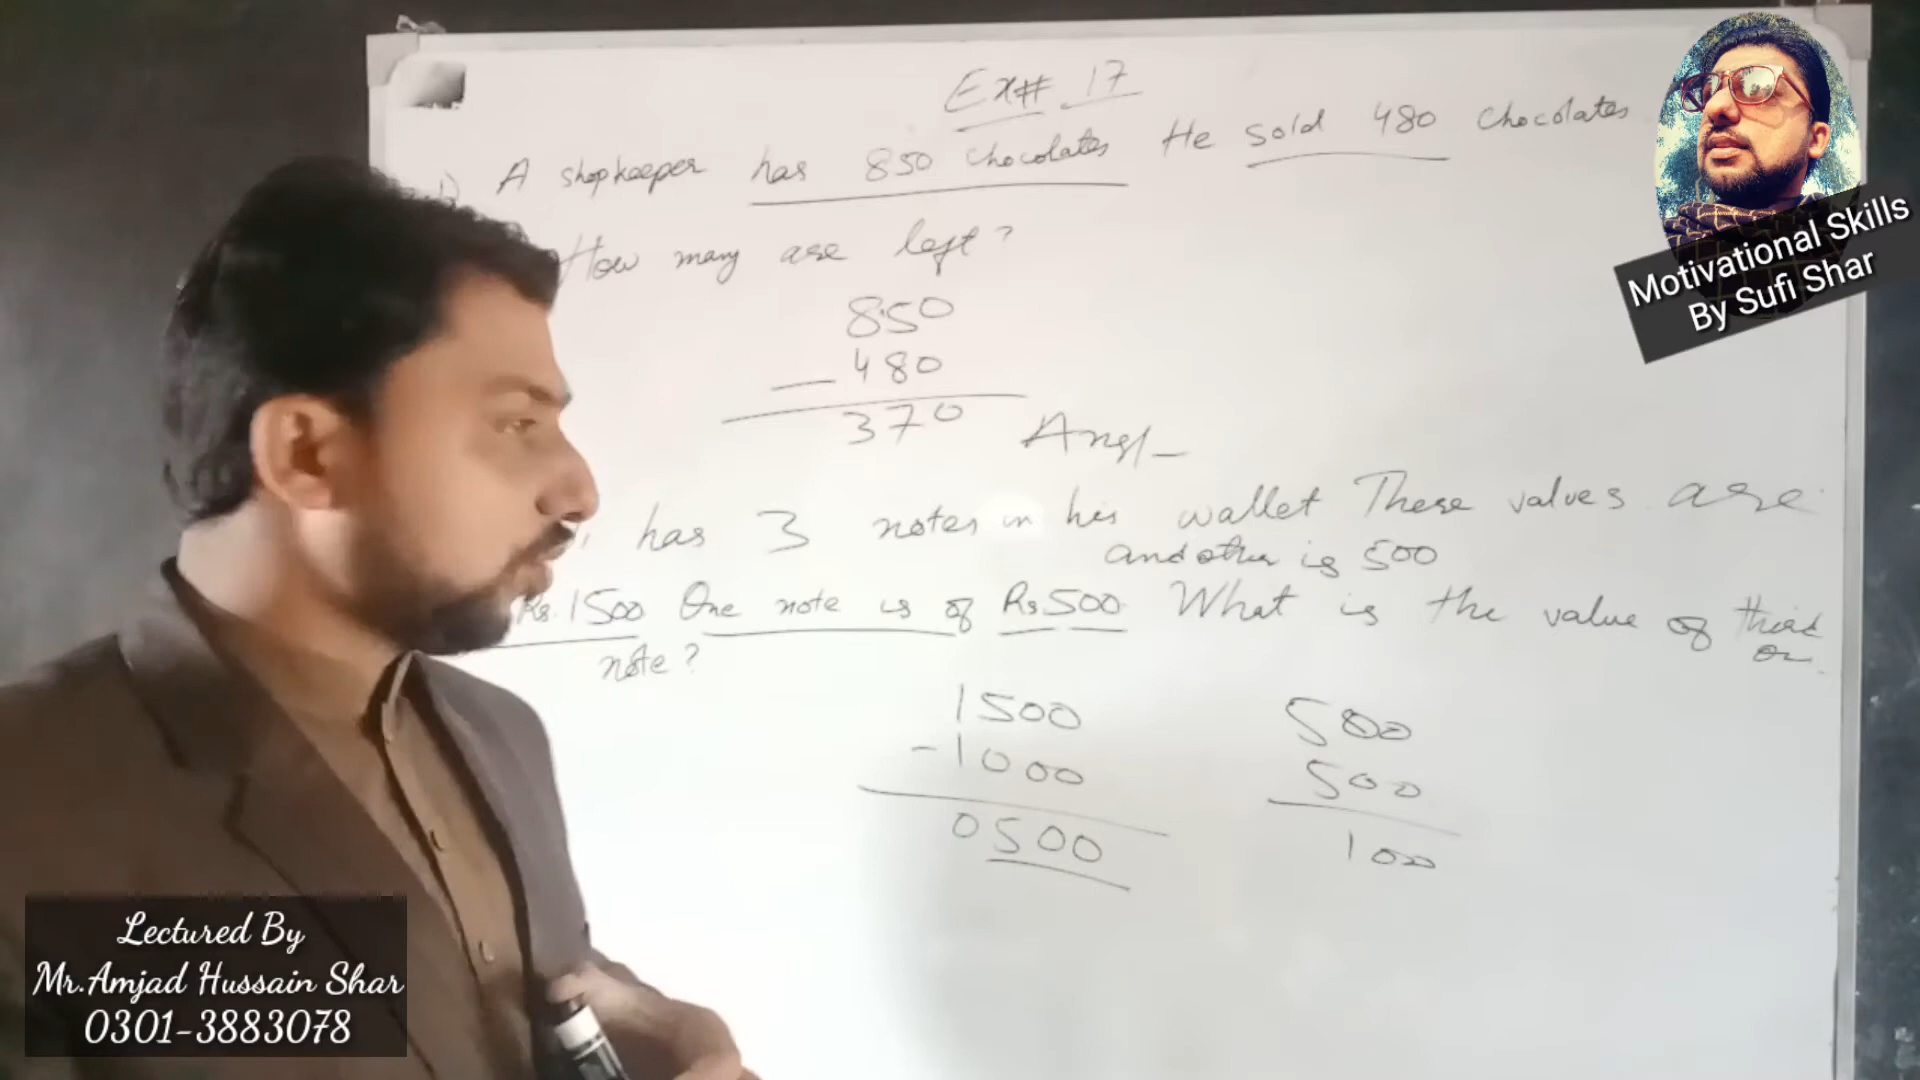 Ex# 17
1) A shopkeeper has 850 chocolates He sold 480 chocolates
How many are left?
850
— 480
370 Ans/-
has 3 notes in his wallet These values are
and other is 500
Rs. 1500 One note is of Rs 500 What is the value of third
note?
1500
- 1000
0500
500
500
1000
Motivational Skills
By Sufi Shar
Lectured By
Mr.Amjad Hussain Shar
0301-3883078